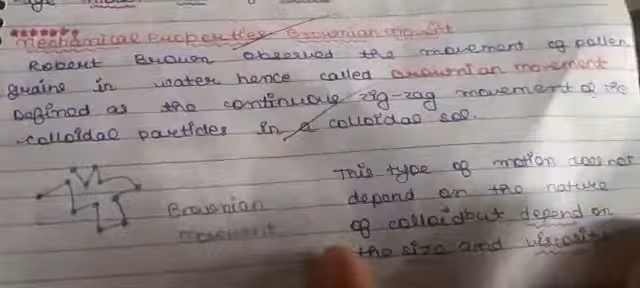 Mechanical Properties: Brownian movmt
Robert Brown observed the movement of pollen
grains in water hence called Brownian movement
Defined as the continuous zig-zag movement of the
colloidal particles in a colloidal sol.
This type of motion does not
depend on the nature
of colloid but depend on
the size and viscosity
Brownian
movement